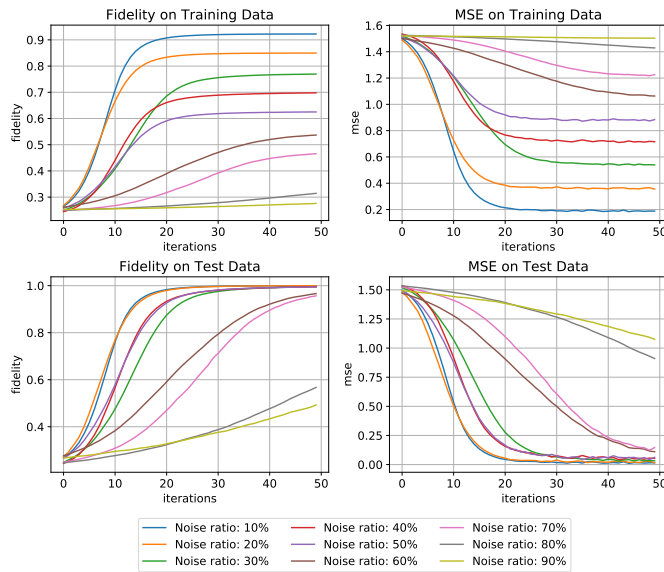 Fidelity on Training Data
0.9
0.8
0.7
0.6
0.5
0.4
0.3
fidelity
0 10 20 30 40 50
iterations
MSE on Training Data
1.6
1.4
1.2
1.0
0.8
0.6
0.4
0.2
mse
0 10 20 30 40 50
iterations
Fidelity on Test Data
1.0
0.8
0.6
0.4
fidelity
0 10 20 30 40 50
iterations
MSE on Test Data
1.50
1.25
1.00
0.75
0.50
0.25
0.00
mse
0 10 20 30 40 50
iterations
Noise ratio: 10% Noise ratio: 40% Noise ratio: 70%
Noise ratio: 20% Noise ratio: 50% Noise ratio: 80%
Noise ratio: 30% Noise ratio: 60% Noise ratio: 90%